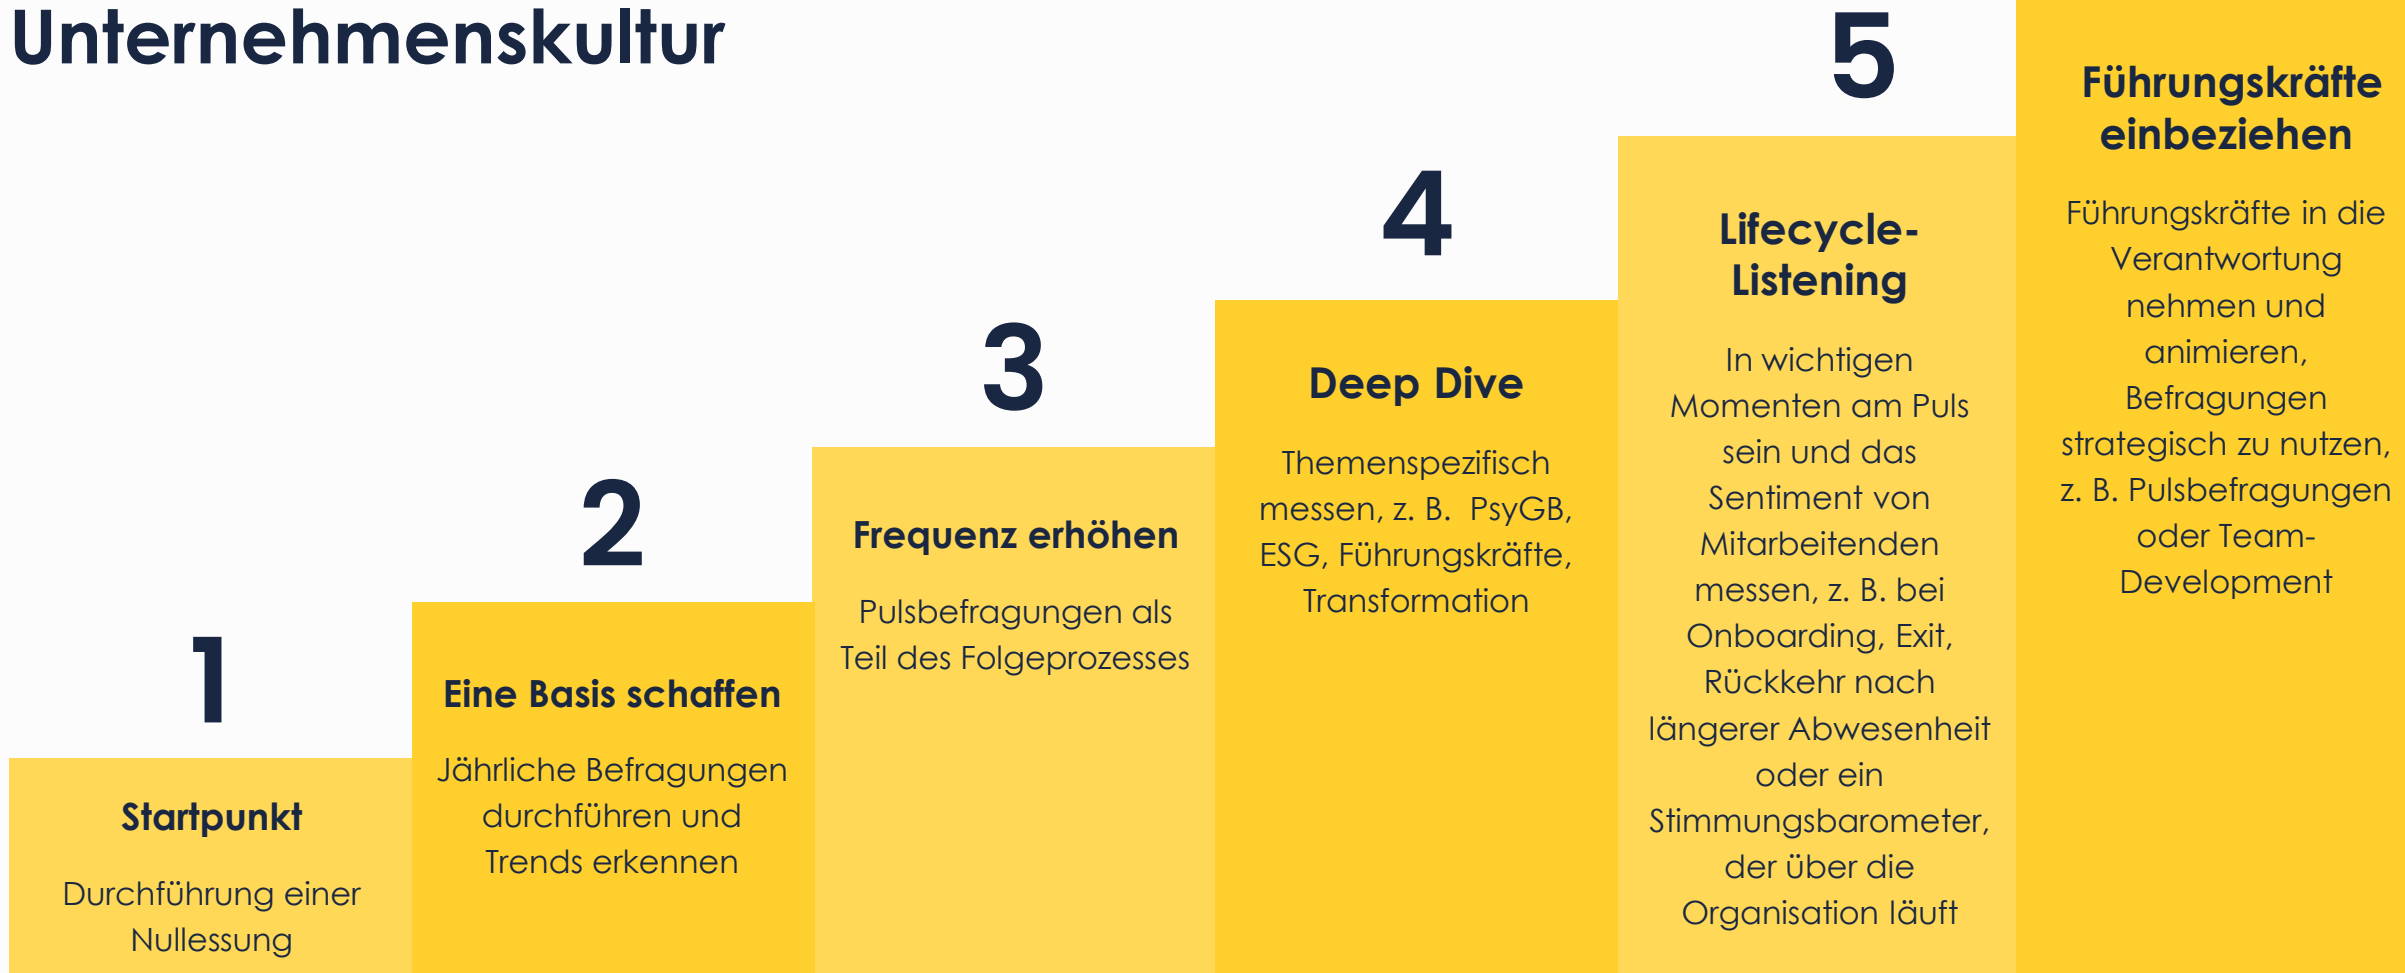 Unternehmenskultur
1
Startpunkt
Durchführung einer
Nullessung
2
Eine Basis schaffen
Jährliche Befragungen
durchführen und
Trends erkennen
3
Frequenz erhöhen
Pulsbefragungen als
Teil des Folgeprozesses
4
Deep Dive
Themenspezifisch
messen, z. B.  PsyGB,
ESG, Führungskräfte,
Transformation
5
Lifecycle-
Listening
In wichtigen
Momenten am Puls
sein und das
Sentiment von
Mitarbeitenden
messen, z. B. bei
Onboarding, Exit,
Rückkehr nach
längerer Abwesenheit
oder ein
Stimmungsbarometer,
der über die
Organisation läuft
Führungskräfte
einbeziehen
Führungskräfte in die
Verantwortung
nehmen und
animieren,
Befragungen
strategisch zu nutzen,
z. B. Pulsbefragungen
oder Team-
Development